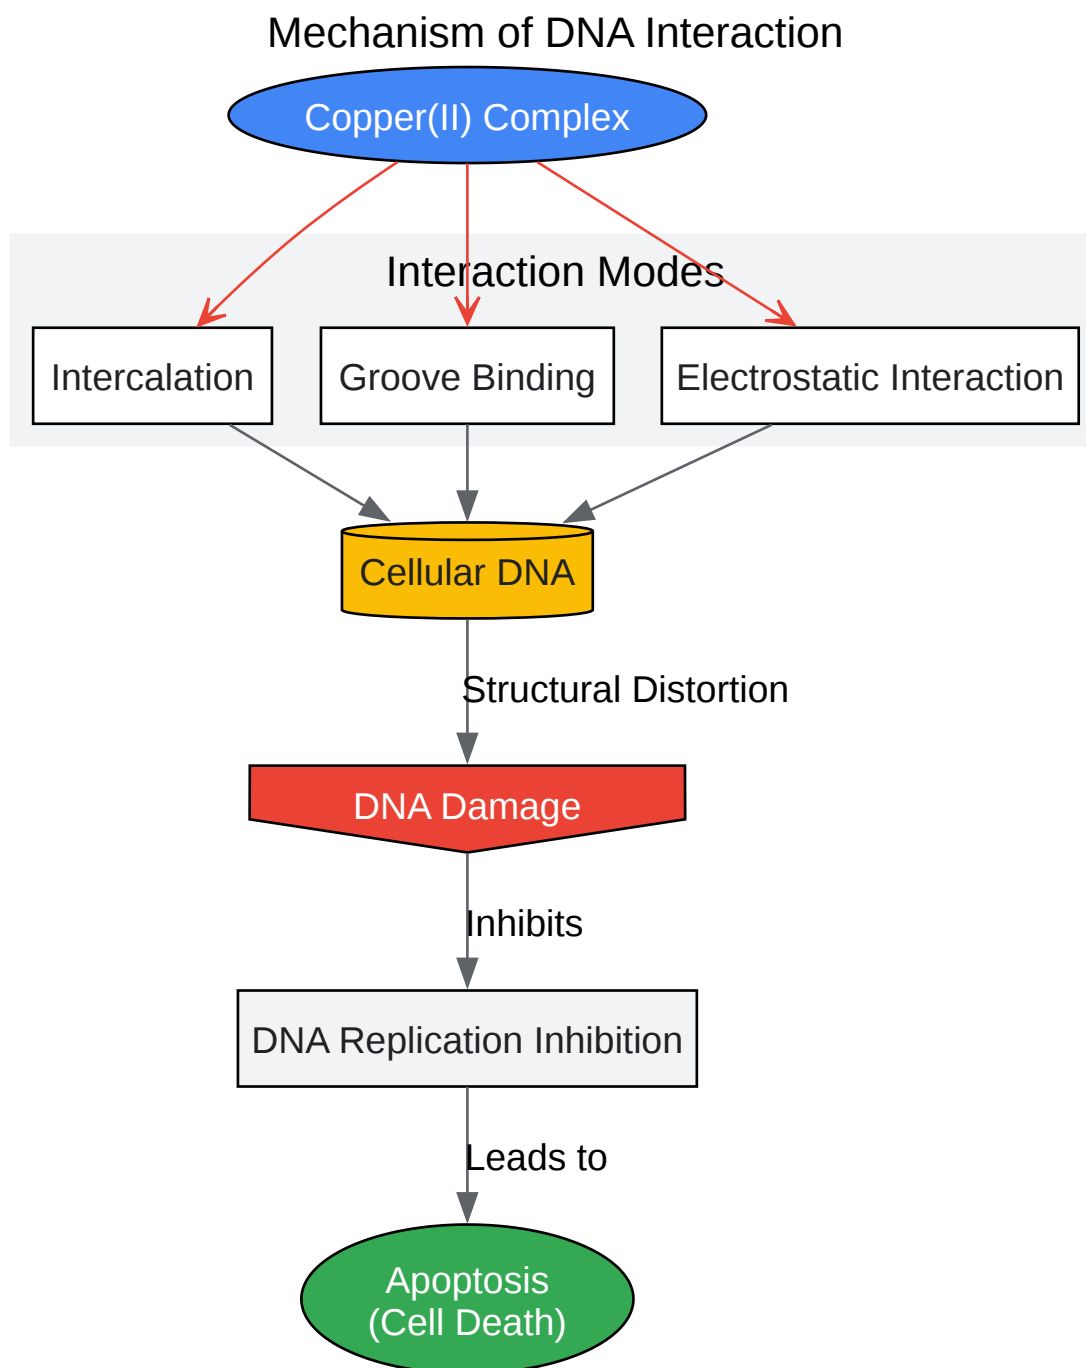 Mechanism of DNA Interaction
Copper(II) Complex
Interaction Modes
Intercalation
Groove Binding
Electrostatic Interaction
Cellular DNA
Structural Distortion
DNA Damage
Inhibits
DNA Replication Inhibition
Leads to
Apoptosis
(Cell Death)